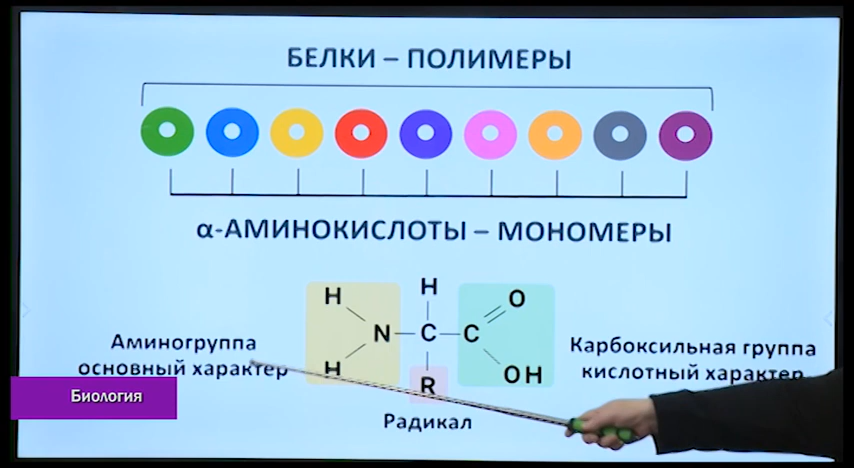 БЕЛКИ – ПОЛИМЕРЫ
α-АМИНОКИСЛОТЫ – МОНОМЕРЫ
H
H
O
N
C
C
H
OH
R
Аминогруппа
основный характер
Карбоксильная группа
кислотный характер
Радикал
Биология